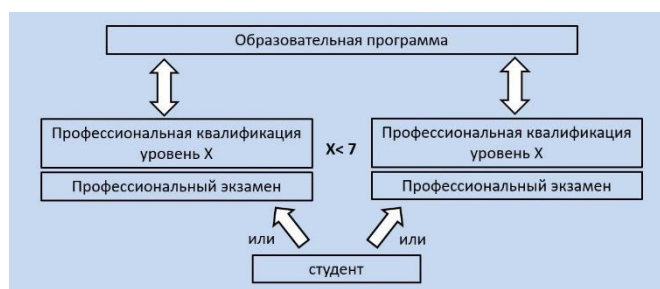 Образовательная программа
Профессиональная квалификация
уровень X
X< 7
Профессиональная квалификация
уровень X
Профессиональный экзамен
Профессиональный экзамен
или
или
студент